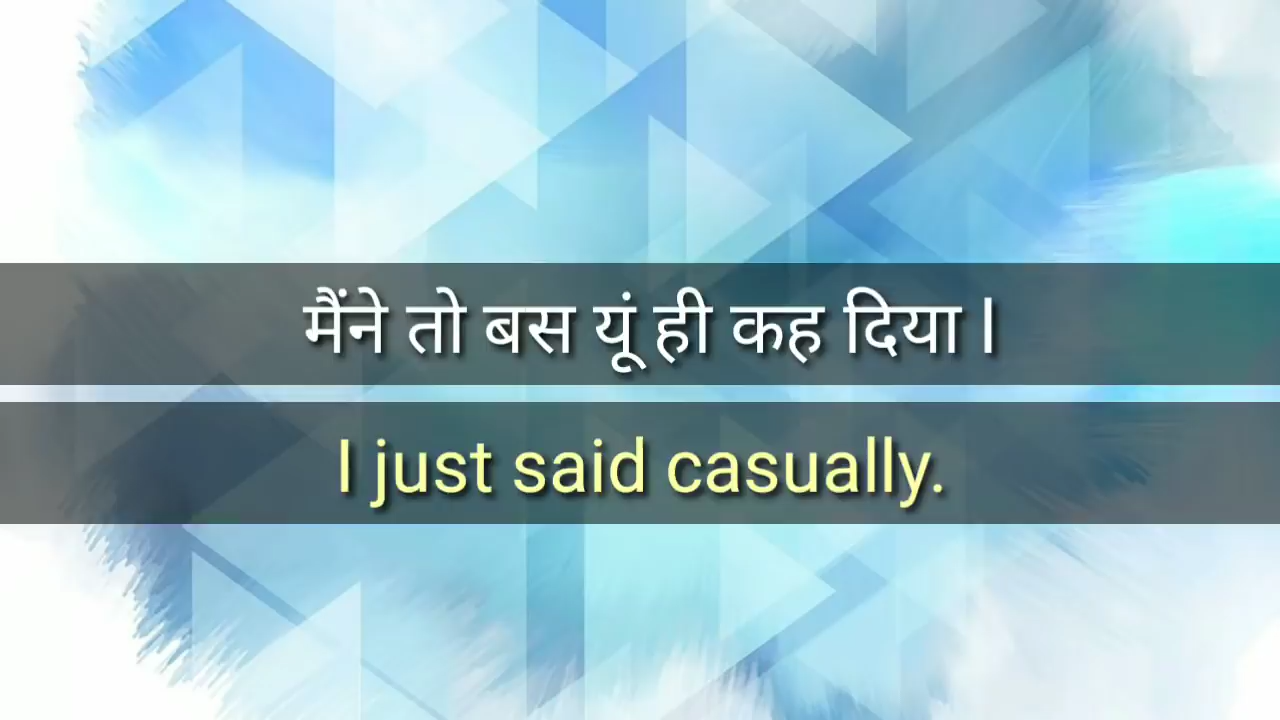 मैंने तो बस यूं ही कह दिया l
I just said casually.